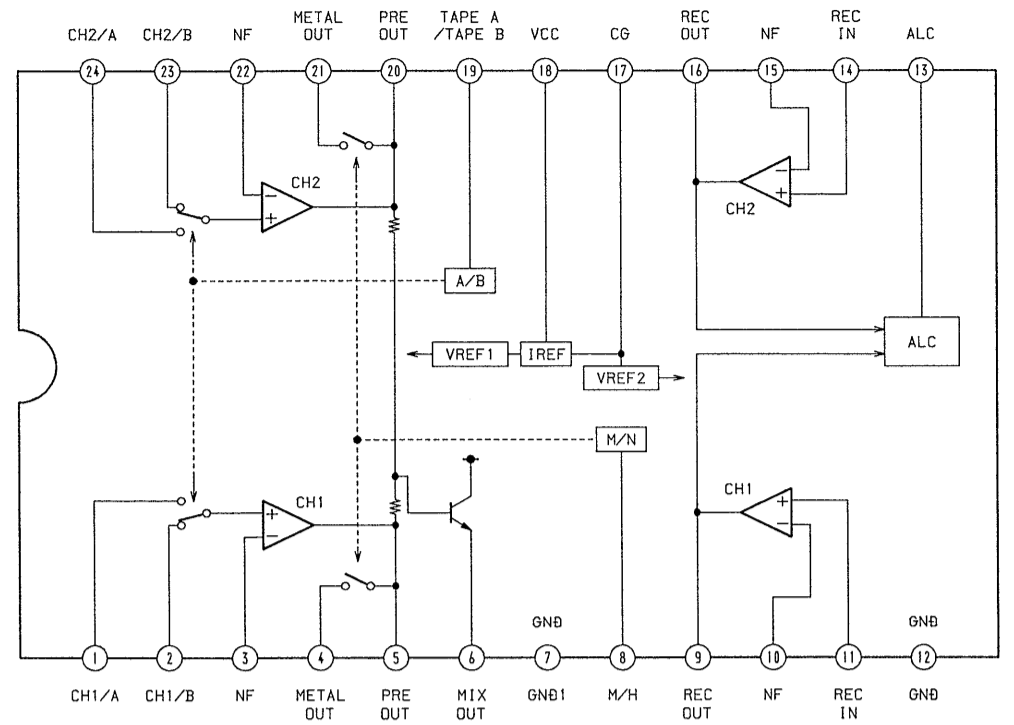 CH2/A
CH2/B
NF
METAL
OUT
PRE
OUT
TAPE A
/TAPE B
VCC
CG
REC
OUT
NF
REC
IN
ALC
24
23
22
21
20
19
18
17
16
15
14
13
CH2
−
+
−
+
CH2
A/B
VREF1
IREF
VREF2
ALC
M/N
CH1
+
−
CH1
+
−
GND
GND
1
2
3
4
5
6
7
8
9
10
11
12
CH1/A
CH1/B
NF
METAL
OUT
PRE
OUT
MIX
OUT
GND1
M/H
REC
OUT
NF
REC
IN
GND